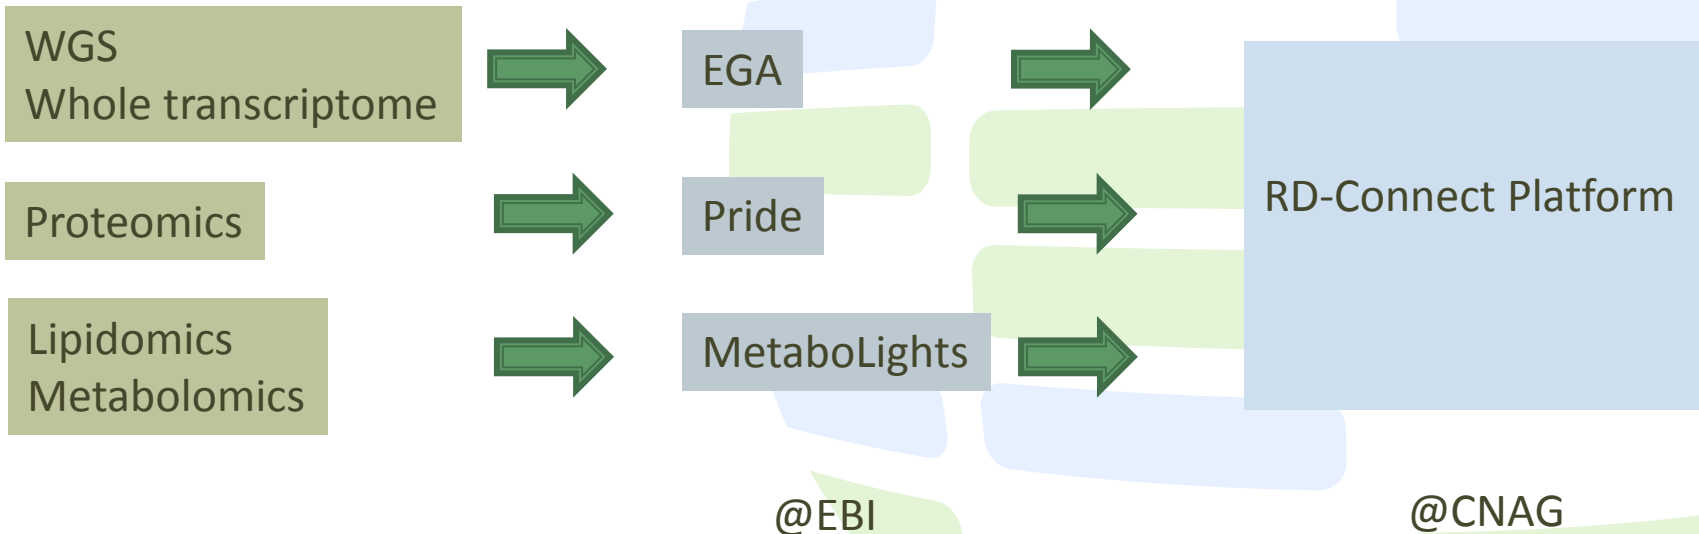 WGS
Whole transcriptome
EGA
Proteomics
Pride
RD-Connect Platform
Lipidomics
Metabolomics
MetaboLights
@EBI
@CNAG